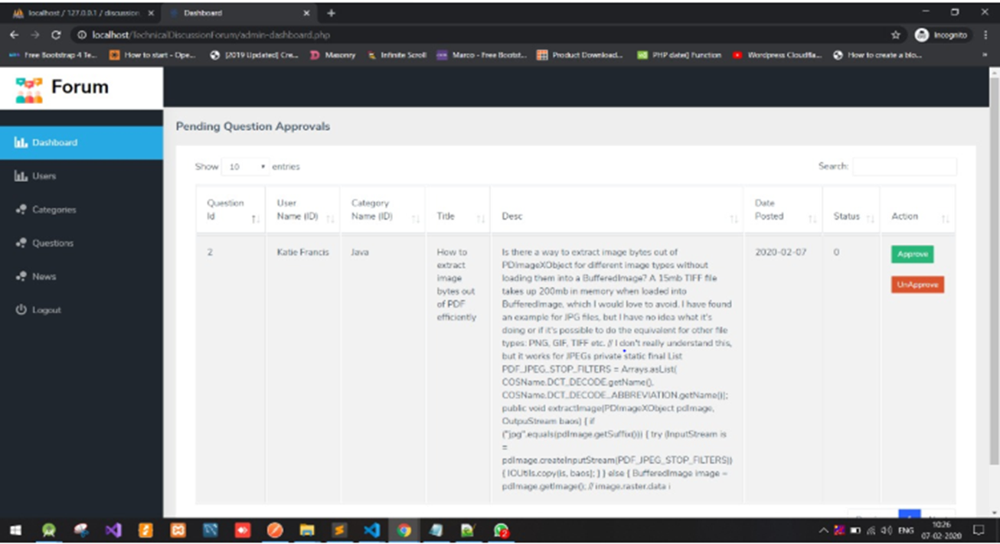 localhost / 127.0.0.1 / discussion
Dashboard
localhost/TechnicalDiscussionForum/admin-dashboard.php
Incognito
Free Bootstrap 4 Te...
How to start - Ope...
[2019 Updated] Cre...
Masonry
Infinite Scroll
Marco - Free Bootst...
Product Download...
PHP date() Function
Wordpress Cloudfla...
How to create a blo...
Forum
Dashboard
Users
Categories
Questions
News
Logout
Pending Question Approvals
Show 10 entries
Search:
Question
Id
User
Name (ID)
Category
Name (ID)
Title
Desc
Date
Posted
Status
Action
2
Katie Francis
Java
How to
extract
image
bytes out
of PDF
efficiently
Is there a way to extract image bytes out of
PDImageXObject for different image types without
loading them into a BufferedImage? A 15mb TIFF file
takes up 200mb in memory when loaded into
BufferedImage, which I would love to avoid. I have found
an example for JPG files, but I have no idea what it's
doing or if it's possible to do the equivalent for other file
types: PNG, GIF, TIFF etc. // I don't really understand this,
but it works for JPEGs private static final List
PDF_JPEG_STOP_FILTERS = Arrays.asList(
COSName.DCT_DECODE.getName(),
COSName.DCT_DECODE_ABBREVIATION.getName());
public void extractImage(PDImageXObject pdImage,
OutpuStream baos) { if
("jpg".equals(pdImage.getSuffix())) { try (InputStream is
=
pdImage.createInputStream(PDF_JPEG_STOP_FILTERS))
{ IOUtils.copy(is, baos); } } else { BufferedImage image =
pdImage.getImage(); // image.raster.data i
2020-02-07
0
Approve
UnApprove
ENG
10:26
07-02-2020